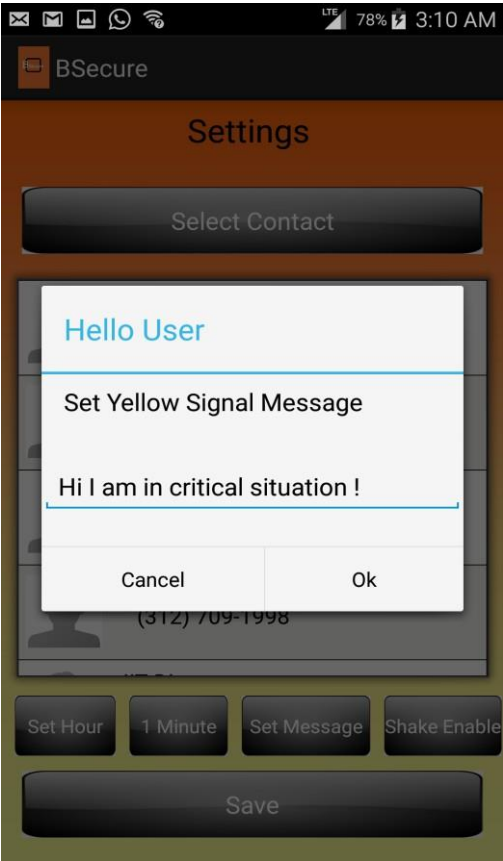 LTE 78% 3:10 AM
BSecure
Settings
Select Contact
Hello User
Set Yellow Signal Message
Hi I am in critical situation !
Cancel Ok
(312) 709-1998
Set Hour 1 Minute Set Message Shake Enable
Save